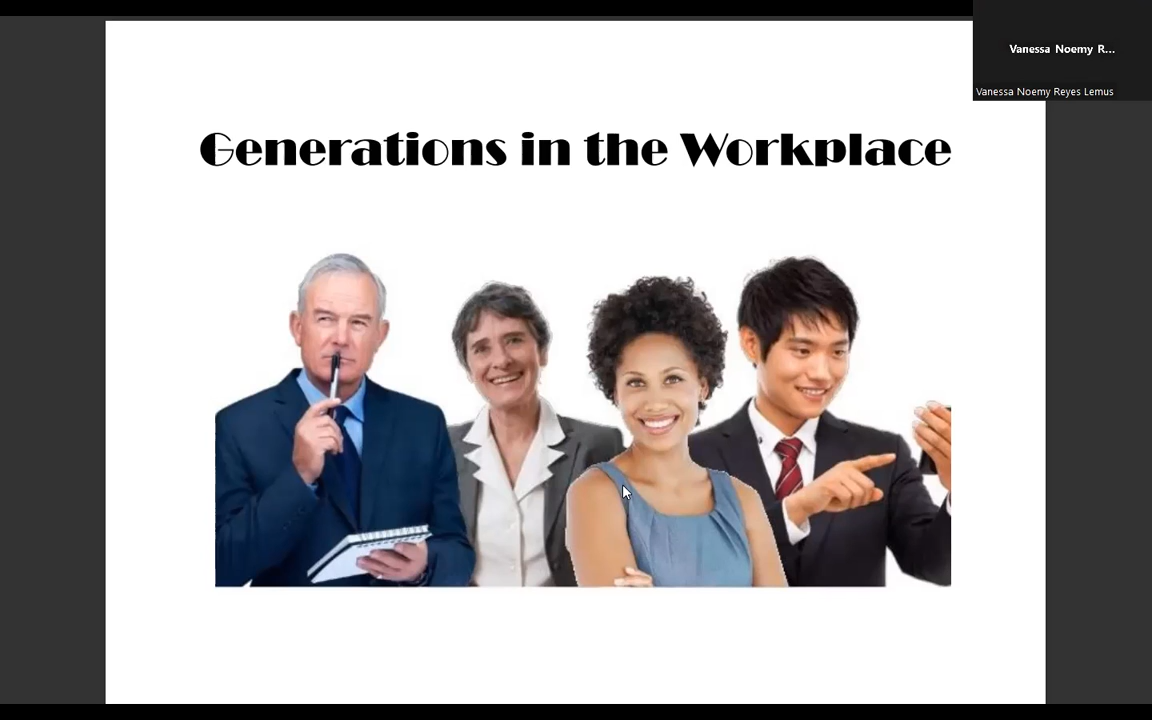 Vanessa Noemy R...
Vanessa Noemy Reyes Lemus
Generations in the Workplace